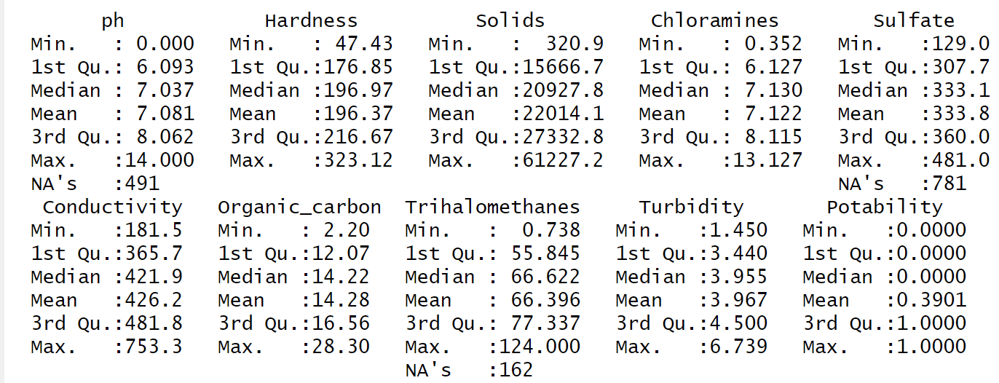 ph            Hardness          Solids         Chloramines        Sulfate
Min.   : 0.000   Min.   : 47.43   Min.   :  320.9   Min.   : 0.352   Min.   :129.0
1st Qu.: 6.093   1st Qu.:176.85   1st Qu.:15666.7   1st Qu.: 6.127   1st Qu.:307.7
Median : 7.037   Median :196.97   Median :20927.8   Median : 7.130   Median :333.1
Mean   : 7.081   Mean   :196.37   Mean   :22014.1   Mean   : 7.122   Mean   :333.8
3rd Qu.: 8.062   3rd Qu.:216.67   3rd Qu.:27332.8   3rd Qu.: 8.115   3rd Qu.:360.0
Max.   :14.000   Max.   :323.12   Max.   :61227.2   Max.   :13.127   Max.   :481.0
NA's   :491                                                          NA's   :781
 Conductivity   Organic_carbon  Trihalomethanes     Turbidity       Potability
Min.   :181.5   Min.   : 2.20   Min.   :  0.738   Min.   :1.450   Min.   :0.0000
1st Qu.:365.7   1st Qu.:12.07   1st Qu.: 55.845   1st Qu.:3.440   1st Qu.:0.0000
Median :421.9   Median :14.22   Median : 66.622   Median :3.955   Median :0.0000
Mean   :426.2   Mean   :14.28   Mean   : 66.396   Mean   :3.967   Mean   :0.3901
3rd Qu.:481.8   3rd Qu.:16.56   3rd Qu.: 77.337   3rd Qu.:4.500   3rd Qu.:1.0000
Max.   :753.3   Max.   :28.30   Max.   :124.000   Max.   :6.739   Max.   :1.0000
                                NA's   :162